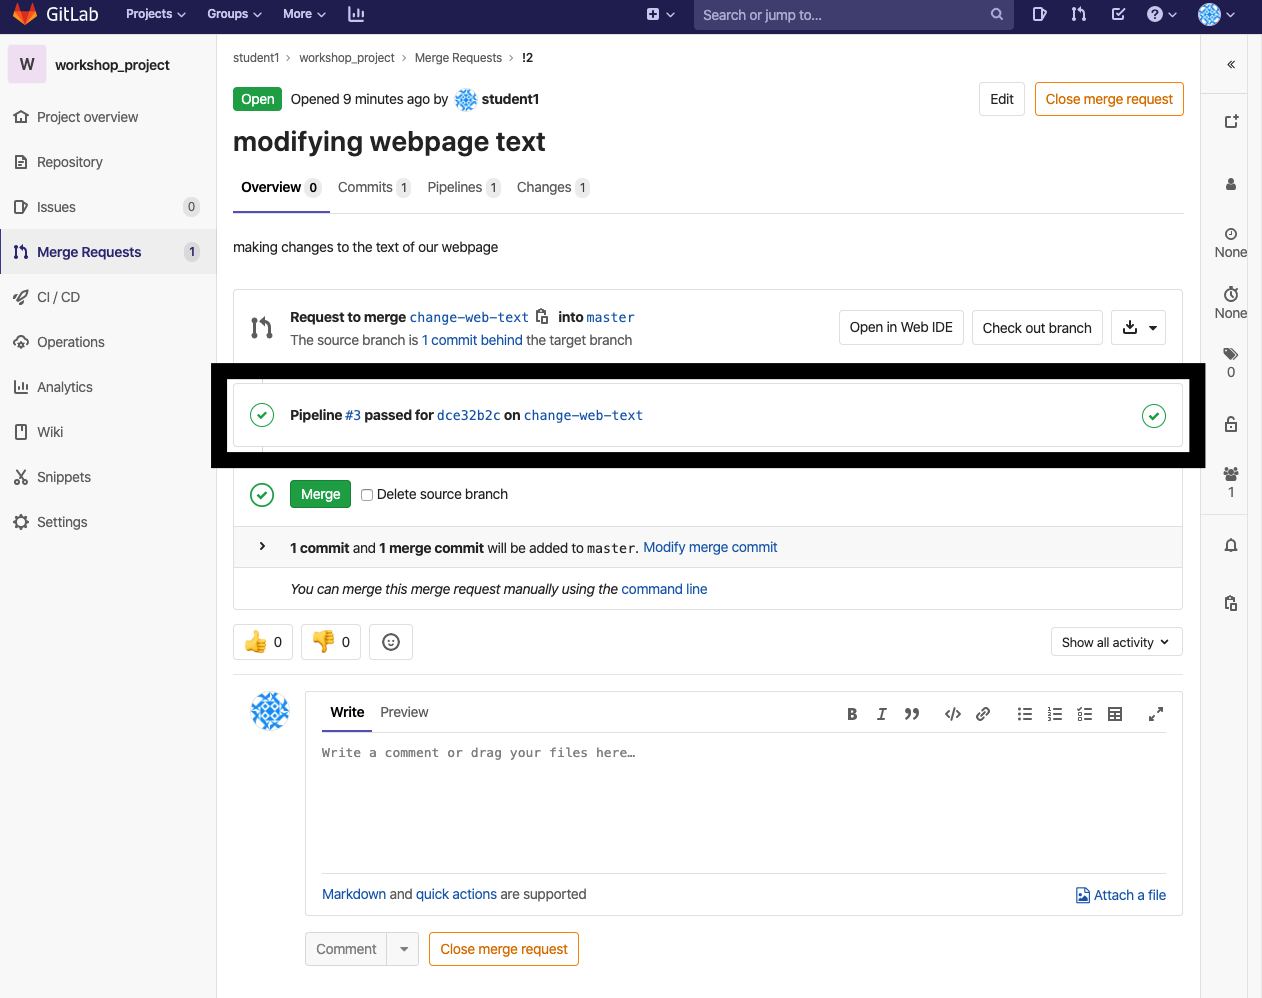 GitLab Projects Groups More Search or jump to...
W workshop_project
Project overview
Repository
Issues 0
Merge Requests 1
CI / CD
Operations
Analytics
Wiki
Snippets
Settings
student1 › workshop_project › Merge Requests › !2
Open Opened 9 minutes ago by student1 Edit Close merge request
modifying webpage text
Overview 0 Commits 1 Pipelines 1 Changes 1
making changes to the text of our webpage
Request to merge change-web-text into master
The source branch is 1 commit behind the target branch
Open in Web IDE Check out branch
Pipeline #3 passed for dce32b2c on change-web-text
Merge Delete source branch
1 commit and 1 merge commit will be added to master. Modify merge commit
You can merge this merge request manually using the command line
0 0 Show all activity
Write Preview
Write a comment or drag your files here…
Markdown and quick actions are supported Attach a file
Comment Close merge request
«
None
None
0
1